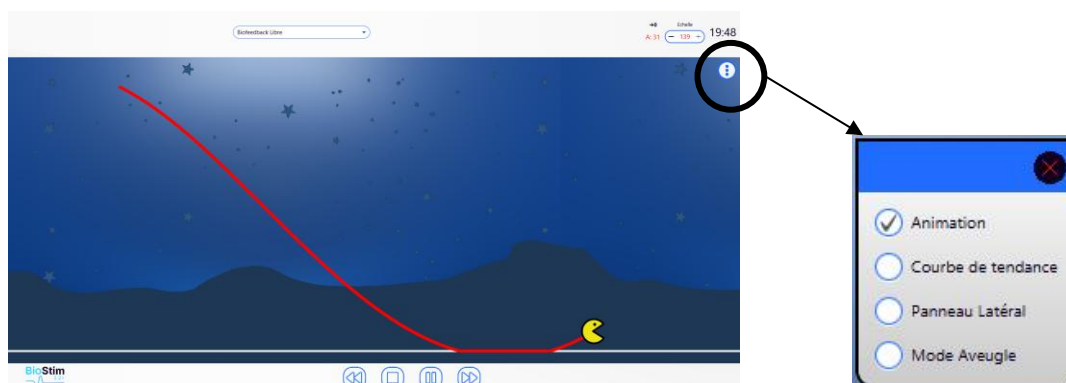 Biofeedback Libre
Echelle
A: 31
– 139 +
19:48
Animation
Courbe de tendance
Panneau Latéral
Mode Aveugle
BioStim